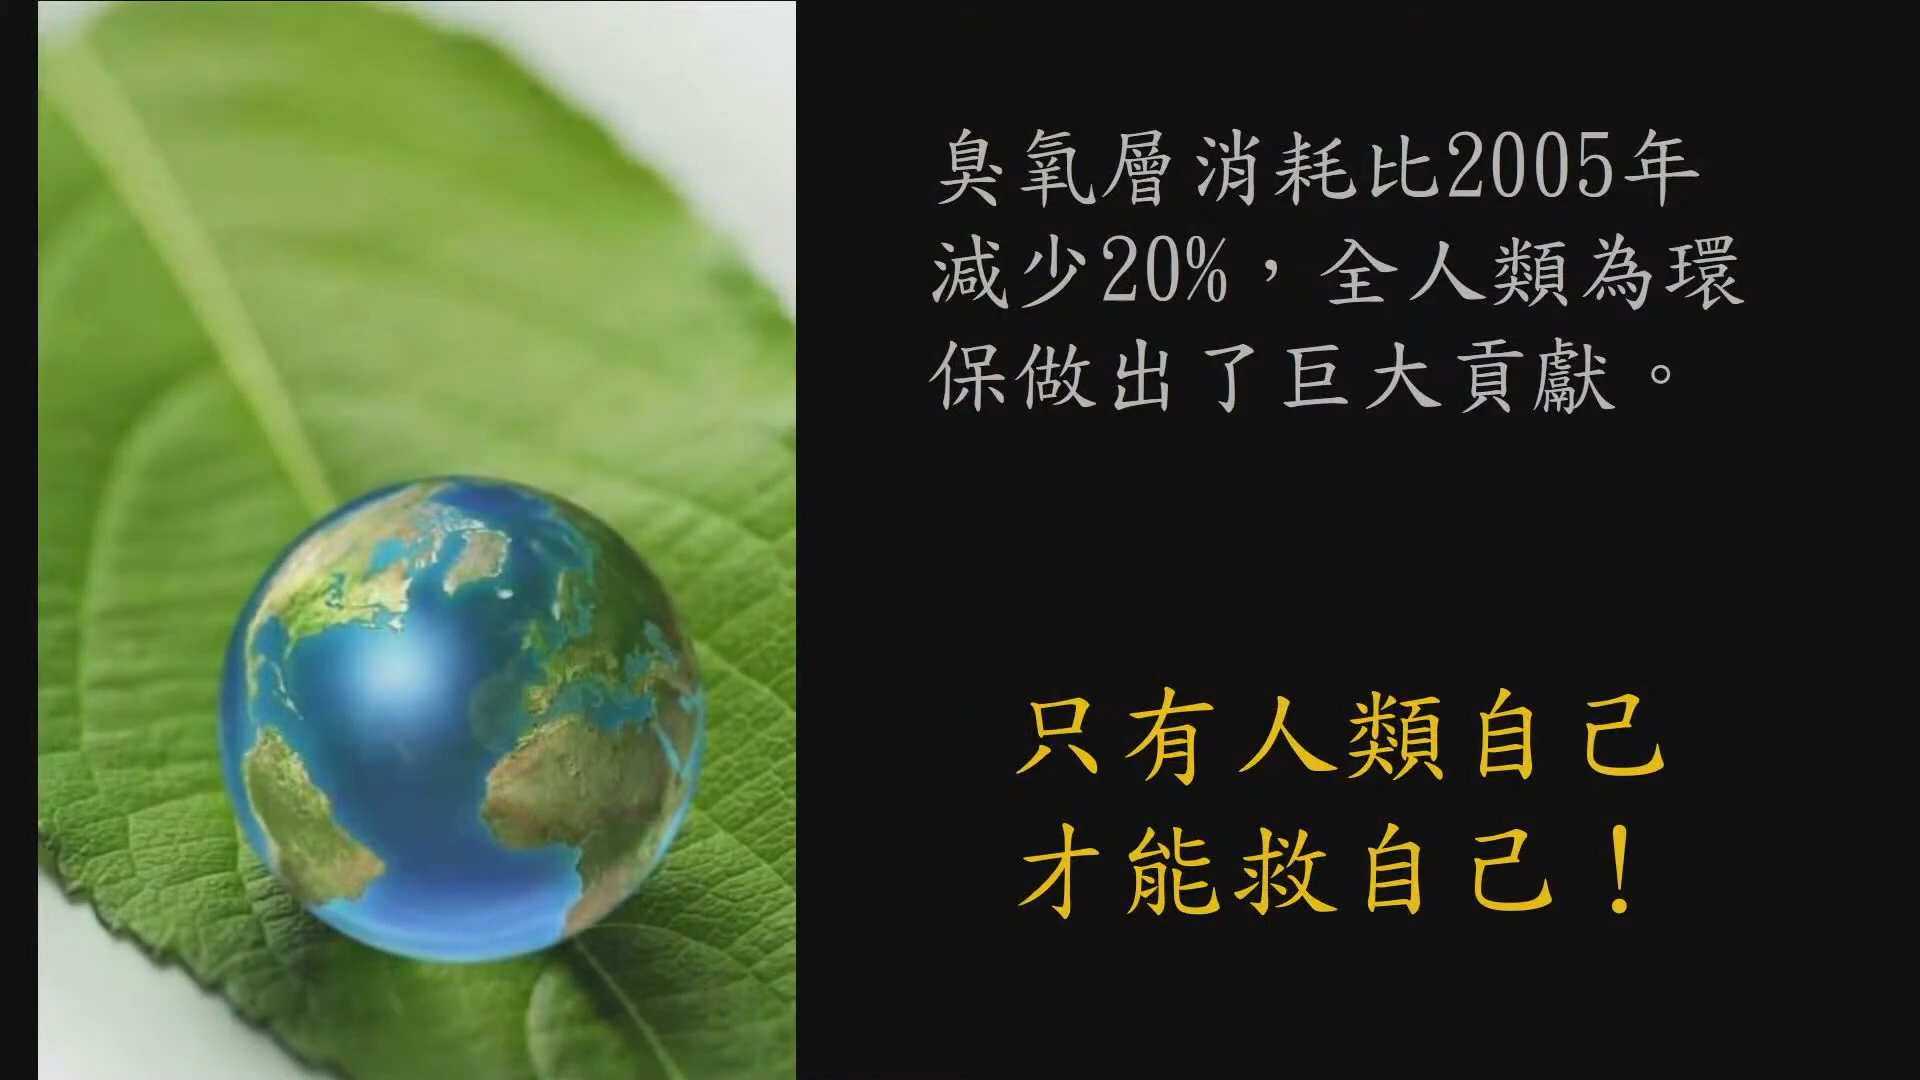 臭氧層消耗比2005年
減少20%，全人類為環
保做出了巨大貢獻。
只有人類自己
才能救自己！